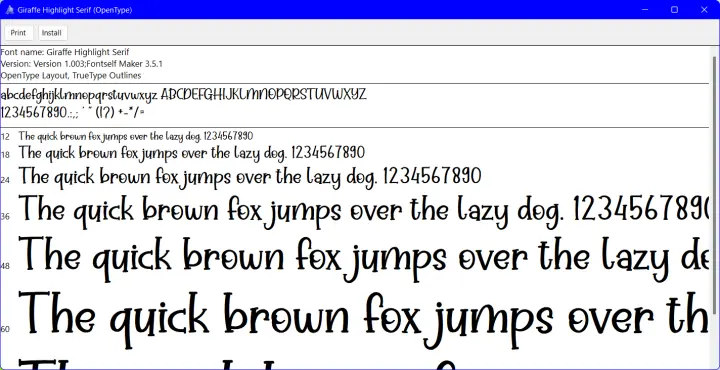 Giraffe Highlight Serif (OpenType)
Print Install
Font name: Giraffe Highlight Serif
Version: Version 1.003;Fontself Maker 3.5.1
OpenType Layout, TrueType Outlines
abcdefghijklmnopqrstuvwxyz ABCDEFGHIJKLMNOPQRSTUVWXYZ
1234567890.:,; ' " (!?) +-*/=
12 The quick brown fox jumps over the lazy dog. 1234567890
18 The quick brown fox jumps over the lazy dog. 1234567890
24 The quick brown fox jumps over the lazy dog. 1234567890
36 The quick brown fox jumps over the lazy dog. 123456789
48 The quick brown fox jumps over the lazy
60 The quick brown fox jumps over th